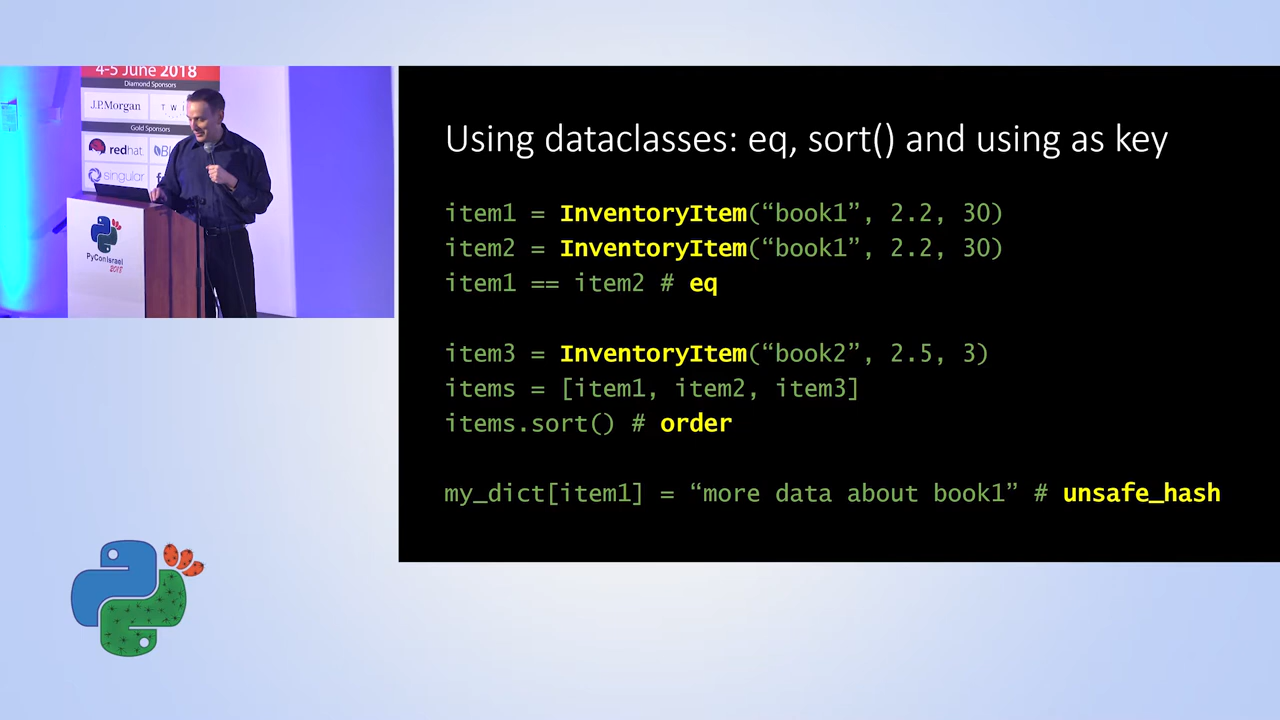 4-5 June 2018
Diamond Sponsors
J.P.Morgan
T W I
Gold Sponsors
redhat.
singular
PyConIsrael
2018
Using dataclasses: eq, sort() and using as key
item1 = InventoryItem(“book1”, 2.2, 30)
item2 = InventoryItem(“book1”, 2.2, 30)
item1 == item2 # eq
item3 = InventoryItem(“book2”, 2.5, 3)
items = [item1, item2, item3]
items.sort() # order
my_dict[item1] = “more data about book1” # unsafe_hash